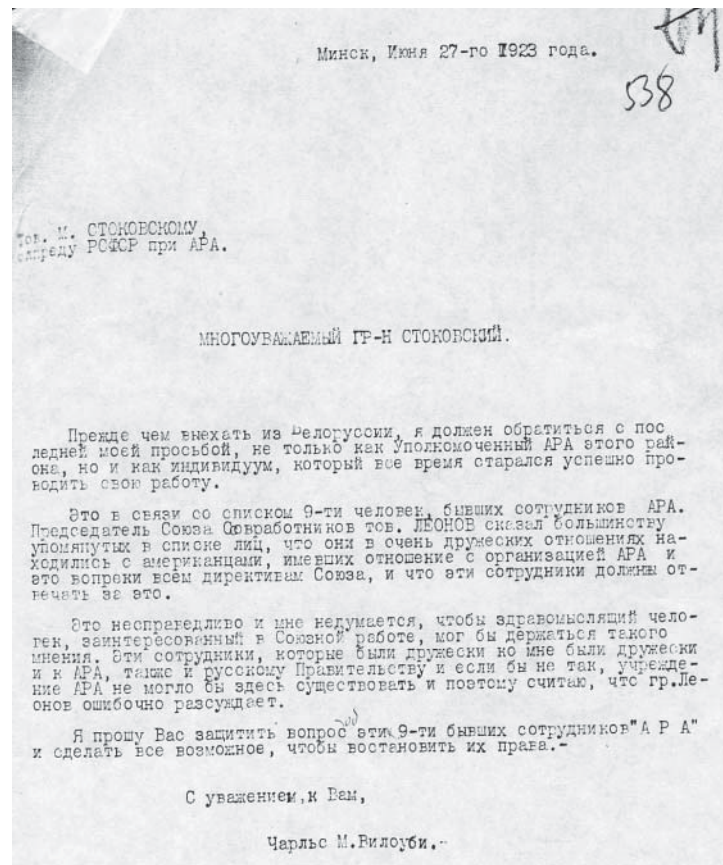 Минск, Июня 27-го 1923 года.
538
Тов. М. СТОКОВСКОМУ,
РСФСР при АРА.
МНОГОУВАЖАЕМЫЙ ГР-Н СТОКОВСКИЙ.
Прежде чем выехать из Белоруссии, я должен обратиться с пос
ледней моей просьбой, не только как Уполкомоченный АРА этого рай-
она, но и как индивидуум, который все время старался успешно про-
водить свою работу.
Это в связи со списком 9-ти человек, бывших сотрудников АРА.
Председатель Союза Совработников тов. ЛЕОНОВ сказал большинству
упомянутых в списке лиц, что они в очень дружеских отношениях на-
ходились с американцами, имевших отношение с организацией АРА и
это вопреки всем директивам Союза, и что эти сотрудники должны от-
вечать за это.
Это несправедливо и мне недумается, чтобы здравомыслящий чело-
век, заинтересованный в Союзной работе, мог бы держаться такого
мнения. Эти сотрудники, которые были дружески ко мне были дружески
и к АРА, также и русскому Правительству и если бы не так, учрежде-
ние АРА не могло бы здесь существовать и поэтому считаю, что гр.Ле-
онов ошибочно разсуждает.
Я прошу Вас защитить вопрос этих 9-ти бывших сотрудников"А Р А"
и сделать все возможное, чтобы востановить их права.-
С уважением,к Вам,
Чарльс М.Вилоуби.-